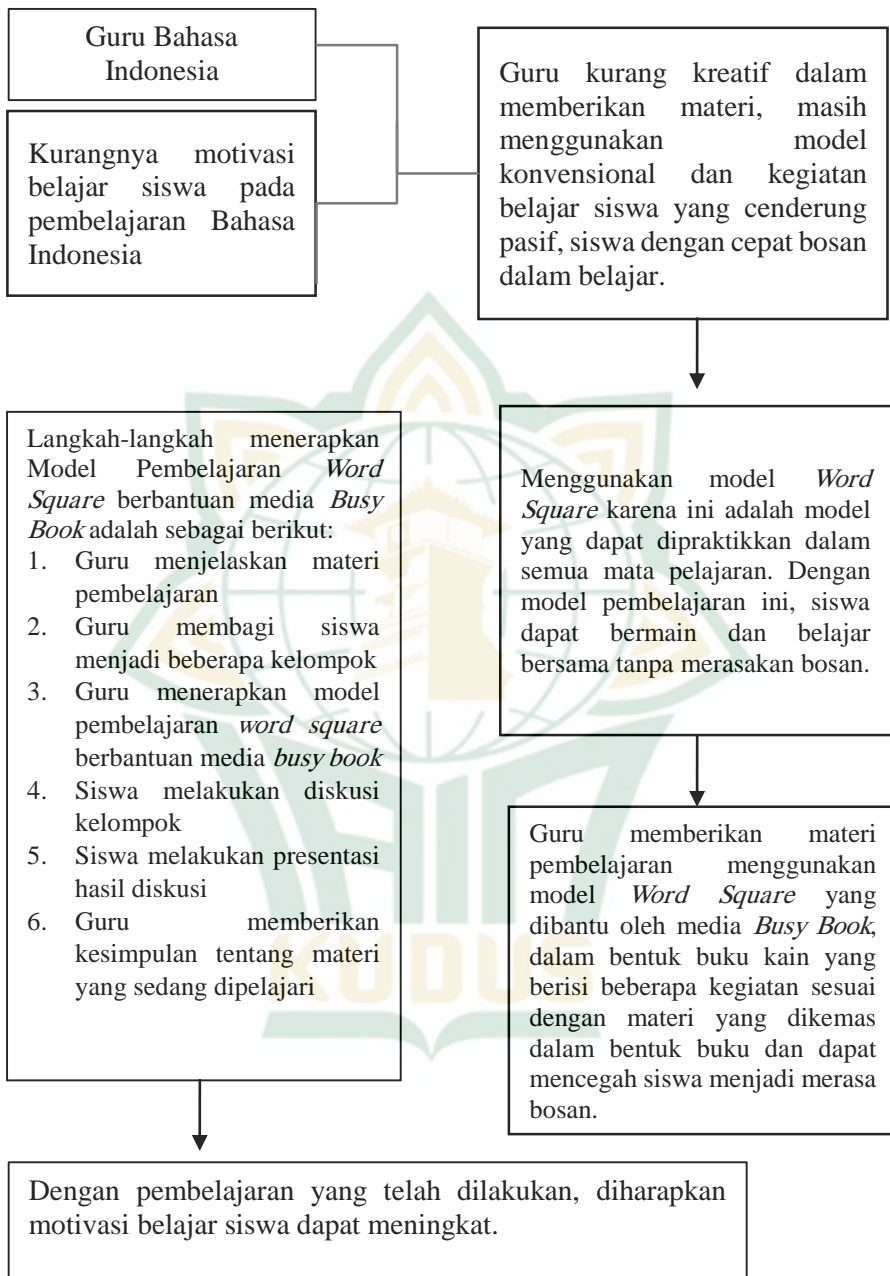 Guru Bahasa
Indonesia
Kurangnya motivasi
belajar siswa pada
pembelajaran Bahasa
Indonesia
Guru kurang kreatif dalam
memberikan materi, masih
menggunakan model
konvensional dan kegiatan
belajar siswa yang cenderung
pasif, siswa dengan cepat bosan
dalam belajar.
Menggunakan model Word
Square karena ini adalah model
yang dapat dipraktikkan dalam
semua mata pelajaran. Dengan
model pembelajaran ini, siswa
dapat bermain dan belajar
bersama tanpa merasakan bosan.
Guru memberikan materi
pembelajaran menggunakan
model Word Square yang
dibantu oleh media Busy Book,
dalam bentuk buku kain yang
berisi beberapa kegiatan sesuai
dengan materi yang dikemas
dalam bentuk buku dan dapat
mencegah siswa menjadi merasa
bosan.
Langkah-langkah menerapkan
Model Pembelajaran Word
Square berbantuan media Busy
Book adalah sebagai berikut:
1. Guru menjelaskan materi
pembelajaran
2. Guru membagi siswa
menjadi beberapa kelompok
3. Guru menerapkan model
pembelajaran word square
berbantuan media busy book
4. Siswa melakukan diskusi
kelompok
5. Siswa melakukan presentasi
hasil diskusi
6. Guru memberikan
kesimpulan tentang materi
yang sedang dipelajari
KUDUS
Dengan pembelajaran yang telah dilakukan, diharapkan
motivasi belajar siswa dapat meningkat.